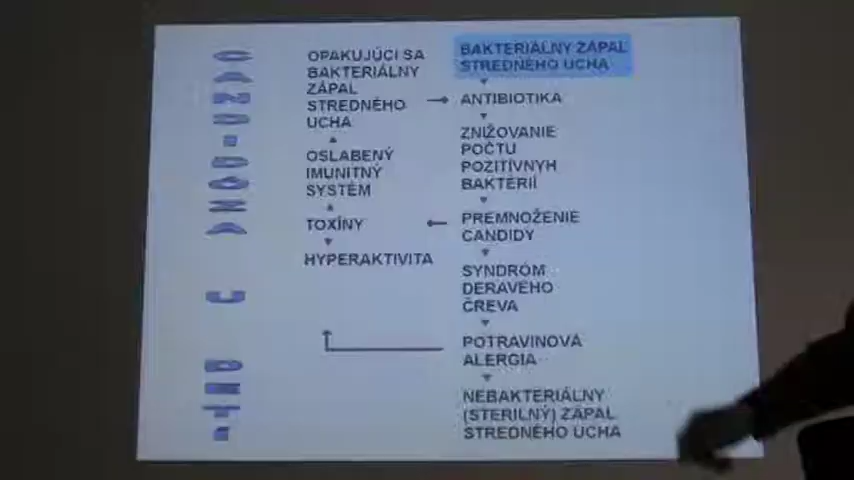 OPAKUJÚCI SA
BAKTERIÁLNY
ZÁPAL
STREDNÉHO
UCHA
OSLABENÝ
IMUNITNÝ
SYSTÉM
TOXÍNY
HYPERAKTIVITA
BAKTERIÁLNY ZÁPAL
STREDNÉHO UCHA
ANTIBIOTIKA
ZNIŽOVANIE
POČTU
POZITÍVNYH
BAKTÉRIÍ
PREMNOŽENIE
CANDIDY
SYNDRÓM
DERAVÉHO
ČREVA
POTRAVINOVÁ
ALERGIA
NEBAKTERIÁLNY
(STERILNÝ) ZÁPAL
STREDNÉHO UCHA